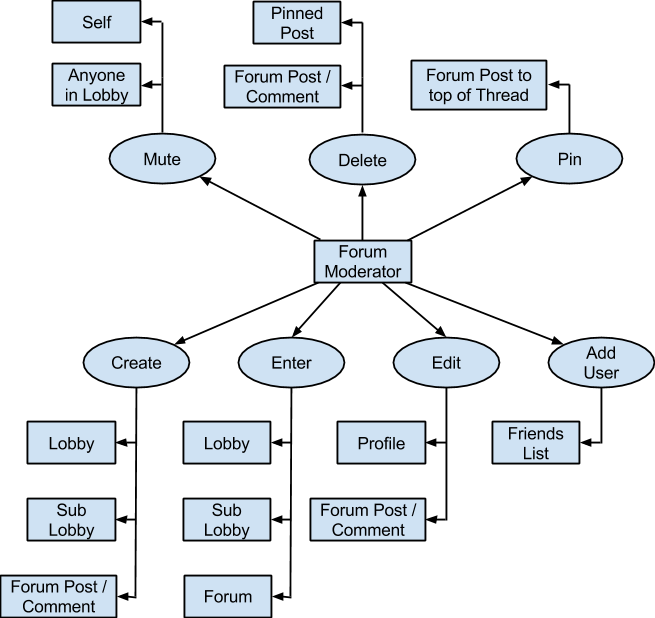 Self
Pinned
Post
Anyone
in Lobby
Forum Post /
Comment
Forum Post to
top of Thread
Mute
Delete
Pin
Forum
Moderator
Create
Enter
Edit
Add
User
Lobby
Lobby
Profile
Friends
List
Sub
Lobby
Sub
Lobby
Forum Post /
Comment
Forum Post /
Comment
Forum